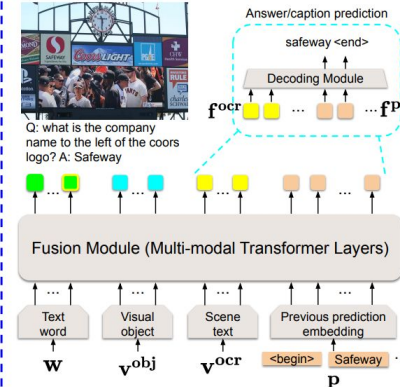 SAFEWAY
Coors LIGHT
CHW
Q: what is the company
name to the left of the coors
logo? A: Safeway
Answer/caption prediction
safeway <end>
Decoding Module
f^ocr
... f^p
Fusion Module (Multi-modal Transformer Layers)
Text word
Visual object
Scene text
Previous prediction embedding
w
v^obj
v^ocr
<begin> Safeway ..
p